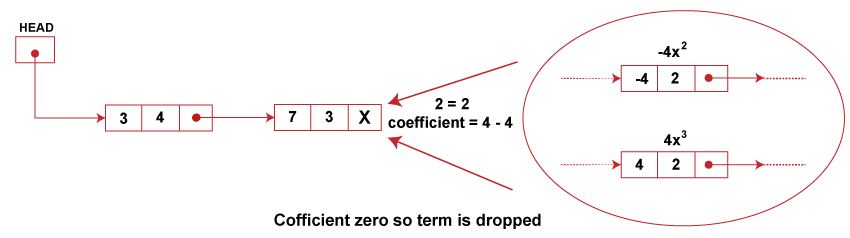 HEAD
3 4
7 3 X
2 = 2
coefficient = 4 - 4
-4x²
-4 2
4x³
4 2
Cofficient zero so term is dropped